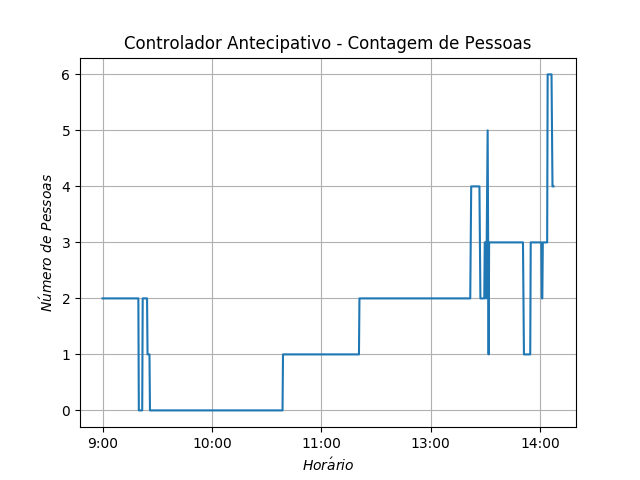 Controlador Antecipativo - Contagem de Pessoas
6
5
4
3
2
1
0
Número de Pessoas
9:00 10:00 11:00 13:00 14:00
Horário